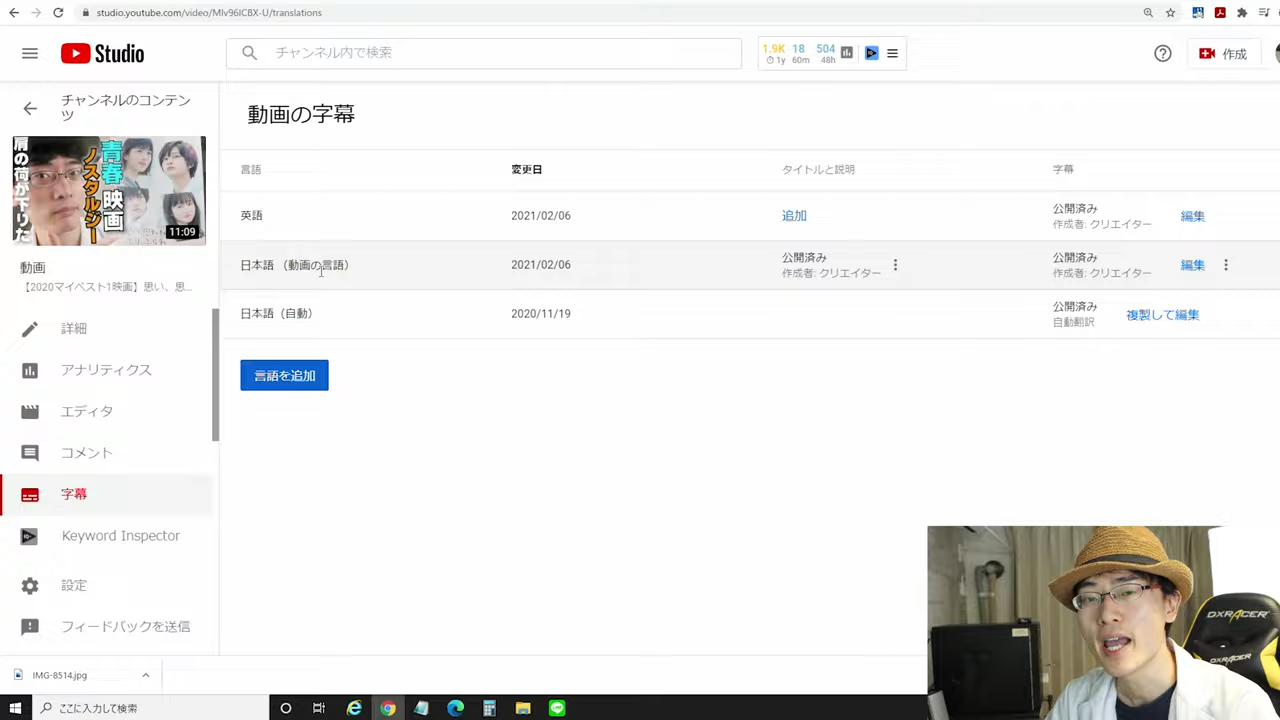 studio.youtube.com/video/MIv96ICBX-U/translations
Studio
チャンネル内で検索
1.9K 18 504
1y 60m 48h
作成
チャンネルのコンテン
ツ
動画の字幕
肩の荷が下りた
ノスタルジー
青春映画
11:09
言語 変更日 タイトルと説明 字幕
英語 2021/02/06 追加 公開済み 編集
作成者: クリエイター
日本語 (動画の言語) 2021/02/06 公開済み 公開済み 編集
作成者: クリエイター 作成者: クリエイター
日本語 (自動) 2020/11/19 公開済み 複製して編集
自動翻訳
言語を追加
動画
【2020マイベスト1映画】思い、思...
詳細
アナリティクス
エディタ
コメント
字幕
Keyword Inspector
設定
フィードバックを送信
DXRACER
DXRACER
IMG-8514.jpg
ここに入力して検索